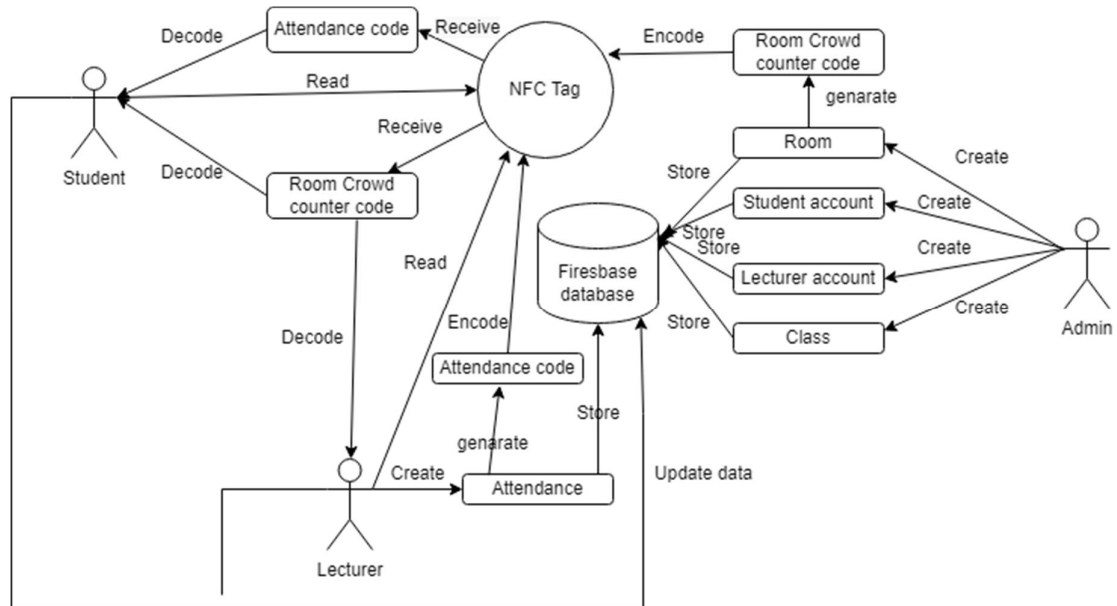 Decode
Attendance code
Receive
NFC Tag
Encode
Room Crowd
counter code
Read
genarate
Student
Receive
Decode
Room Crowd
counter code
Room
Create
Store
Student account
Create
Store
Store
Lecturer account
Create
Firesbase
database
Read
Store
Class
Create
Admin
Decode
Encode
Attendance code
Store
genarate
Create
Attendance
Update data
Lecturer